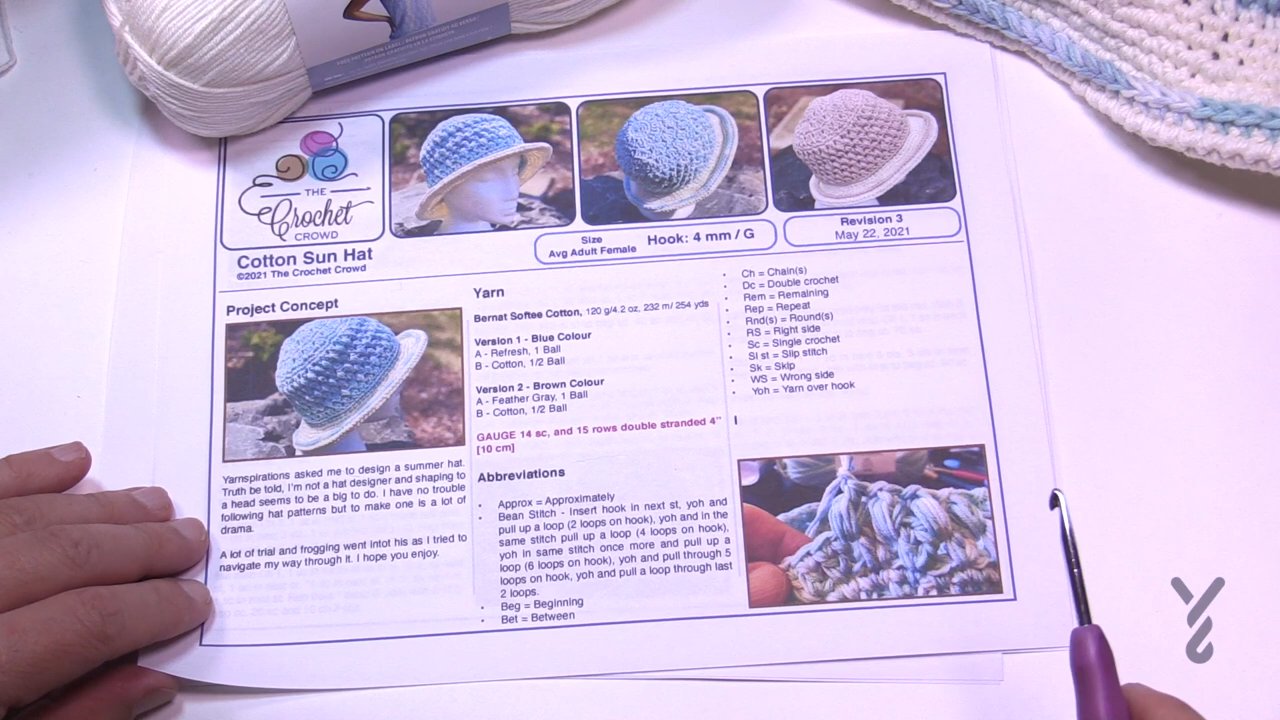 THE
Crochet
CROWD
Cotton Sun Hat
©2021 The Crochet Crowd
Size
Avg Adult Female
Hook: 4 mm / G
Revision 3
May 22, 2021
Project Concept
Yarnspirations asked me to design a summer hat.
Truth be told, I'm not a hat designer and shaping to
a head seems to be a big to do. I have no trouble
following hat patterns but to make one is a lot of
drama.
A lot of trial and frogging went intot his as I tried to
navigate my way through it. I hope you enjoy.
Yarn
Bernat Softee Cotton, 120 g/4.2 oz, 232 m/ 254 yds
Version 1 - Blue Colour
A - Refresh, 1 Ball
B - Cotton, 1/2 Ball
Version 2 - Brown Colour
A - Feather Gray, 1 Ball
B - Cotton, 1/2 Ball
GAUGE 14 sc, and 15 rows double stranded 4"
[10 cm]
Abbreviations
• Approx = Approximately
• Bean Stitch - Insert hook in next st, yoh and
pull up a loop (2 loops on hook), yoh and in the
same stitch pull up a loop (4 loops on hook),
yoh in same stitch once more and pull up a
loop (6 loops on hook), yoh and pull through 5
loops on hook, yoh and pull a loop through last
2 loops.
• Beg = Beginning
• Bet = Between
• Ch = Chain(s)
• Dc = Double crochet
• Rem = Remaining
• Rep = Repeat
• Rnd(s) = Round(s)
• RS = Right side
• Sc = Single crochet
• Sl st = Slip stitch
• Sk = Skip
• WS = Wrong side
• Yoh = Yarn over hook
I